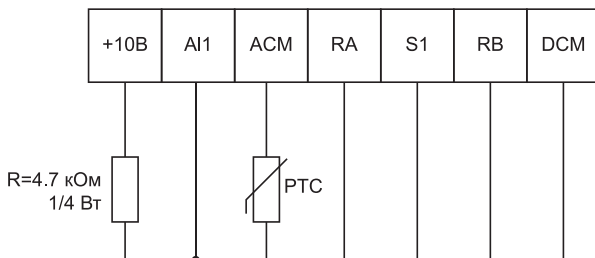 +10В AI1 ACM RA S1 RB DCM
R=4.7 кОм
1/4 Вт
PTC